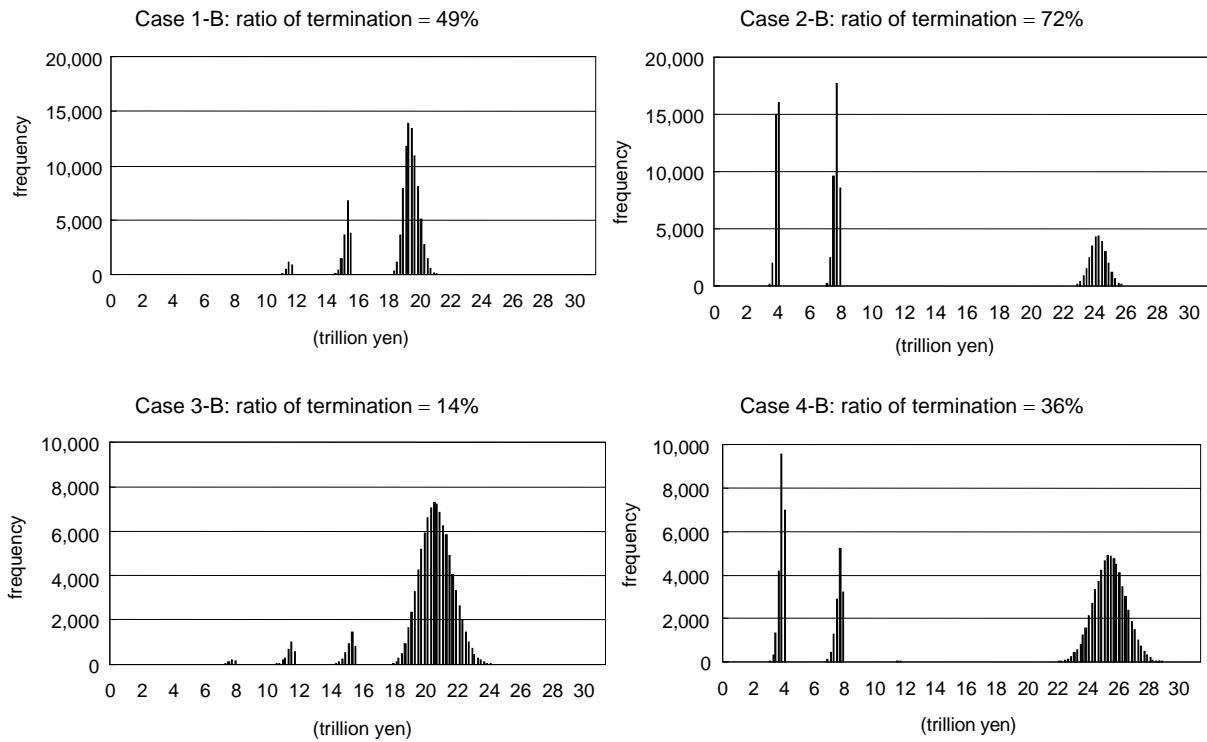 Case 1-B: ratio of termination = 49%
20,000
15,000
10,000
5,000
0
frequency
0 2 4 6 8 10 12 14 16 18 20 22 24 26 28 30
(trillion yen)
Case 2-B: ratio of termination = 72%
20,000
15,000
10,000
5,000
0
frequency
0 2 4 6 8 10 12 14 16 18 20 22 24 26 28 30
(trillion yen)
Case 3-B: ratio of termination = 14%
10,000
8,000
6,000
4,000
2,000
0
frequency
0 2 4 6 8 10 12 14 16 18 20 22 24 26 28 30
(trillion yen)
Case 4-B: ratio of termination = 36%
10,000
8,000
6,000
4,000
2,000
0
frequency
0 2 4 6 8 10 12 14 16 18 20 22 24 26 28 30
(trillion yen)